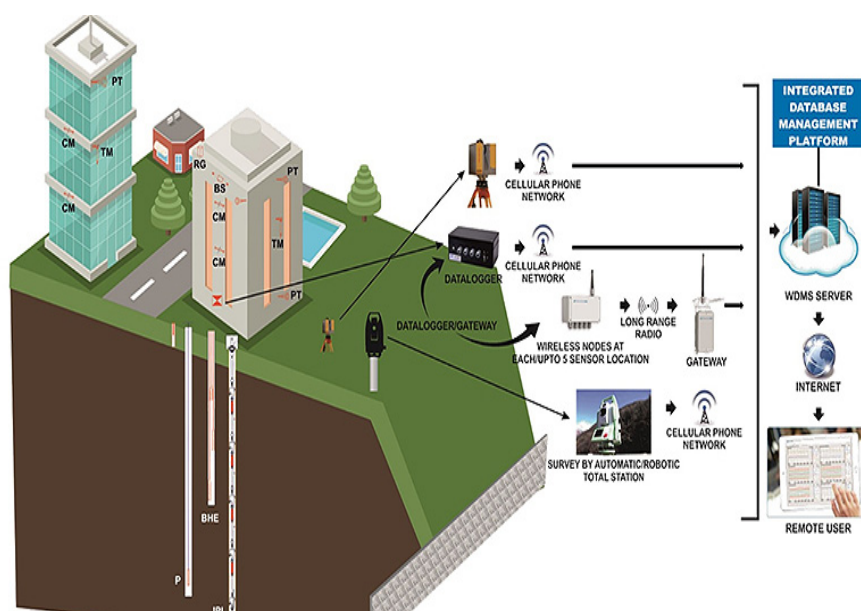 PT
CM
TM
CM
RG
BS
PT
CM
TM
CM
PT
BHE
P
IPI
CELLULAR PHONE
NETWORK
DATALOGGER
CELLULAR PHONE
NETWORK
DATALOGGER/GATEWAY
WIRELESS NODES AT
EACH/UPTO 5 SENSOR LOCATION
LONG RANGE
RADIO
GATEWAY
SURVEY BY AUTOMATIC/ROBOTIC
TOTAL STATION
CELLULAR PHONE
NETWORK
INTEGRATED
DATABASE
MANAGEMENT
PLATFORM
WDMS SERVER
INTERNET
REMOTE USER